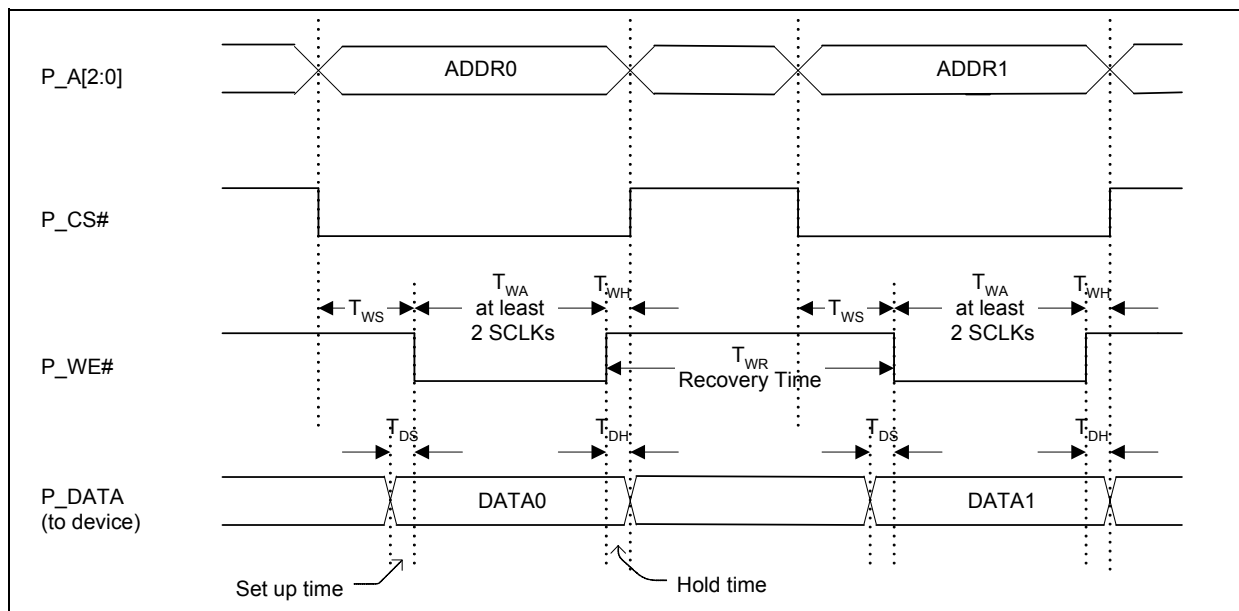 P_A[2:0]
ADDR0
ADDR1
P_CS#
T_WS
T_WA
at least
2 SCLKs
T_WH
T_WS
T_WA
at least
2 SCLKs
T_WH
P_WE#
T_WR
Recovery Time
T_DS
T_DH
T_DS
T_DH
P_DATA
(to device)
DATA0
DATA1
Set up time
Hold time